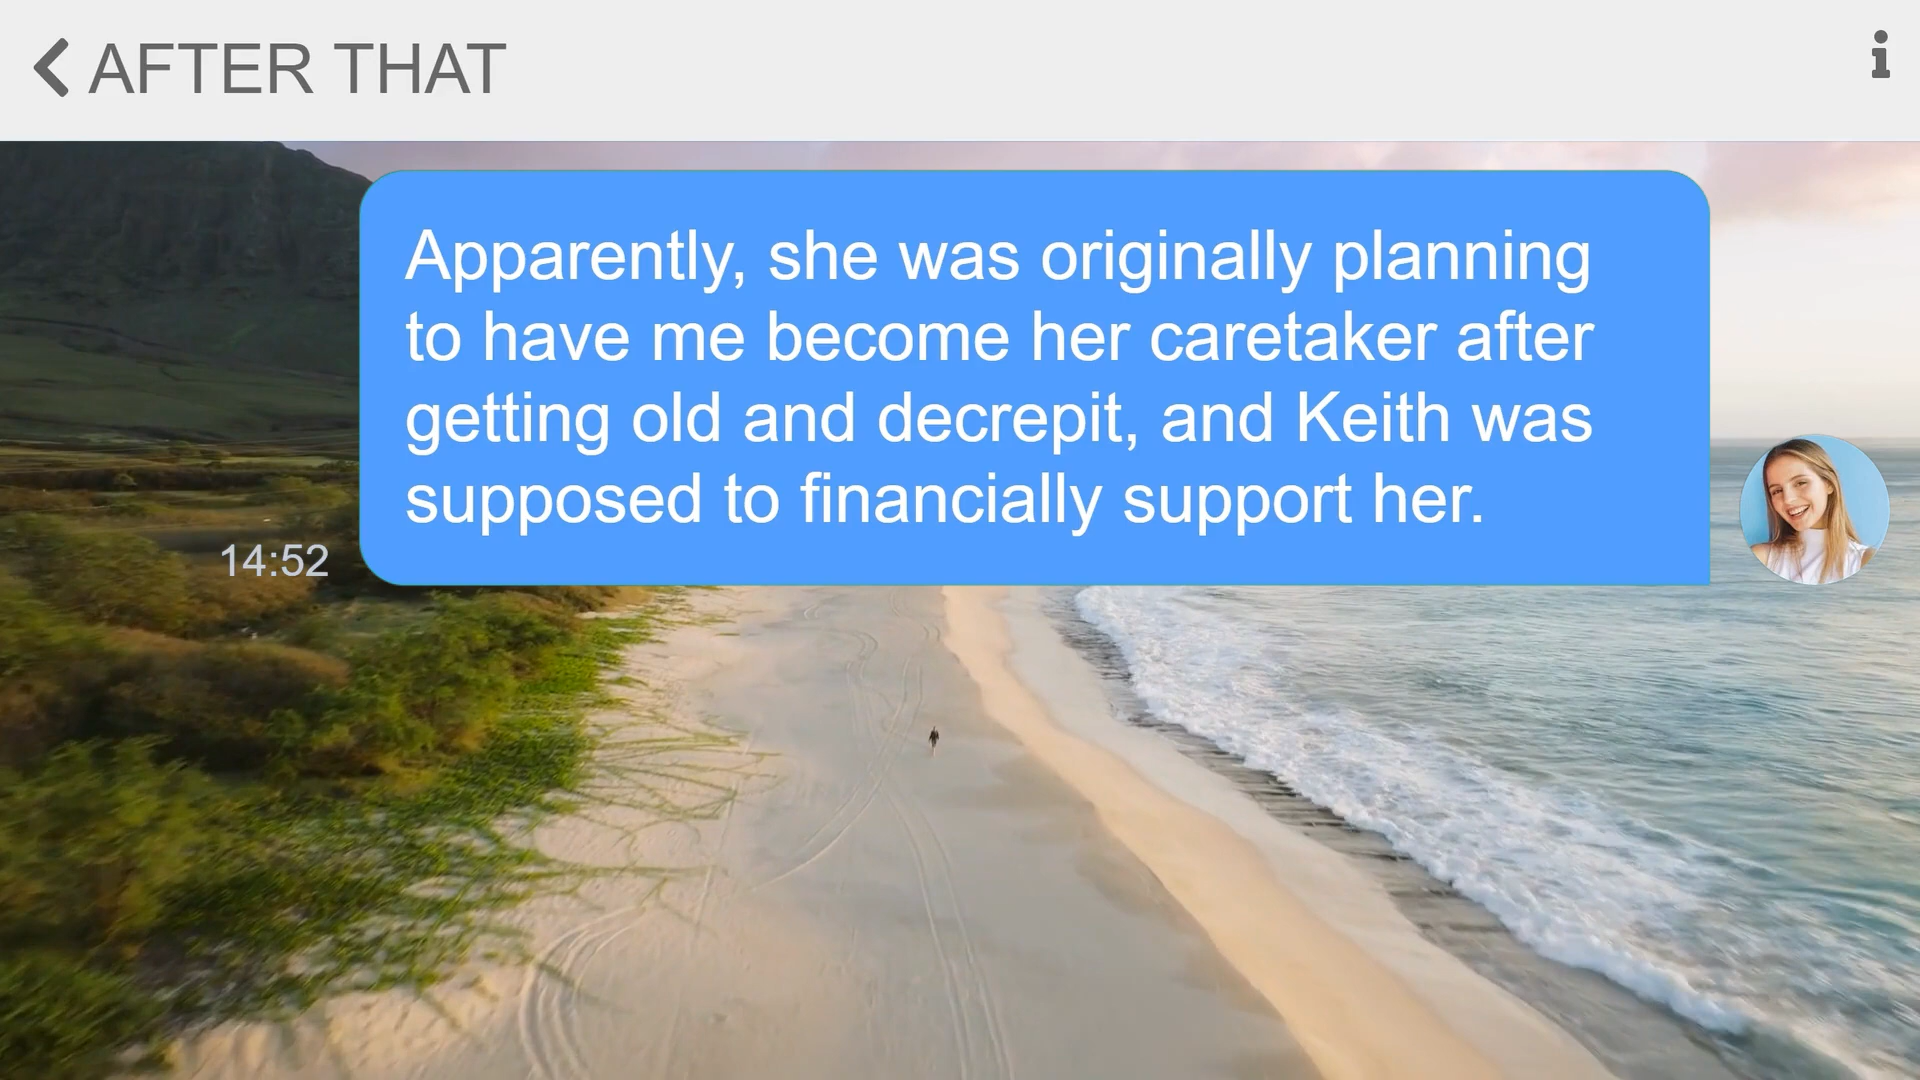 AFTER THAT
Apparently, she was originally planning
to have me become her caretaker after
getting old and decrepit, and Keith was
supposed to financially support her.
14:52